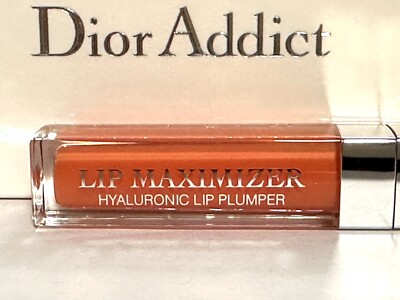 Dior Addict
LIP MAXIMIZER
HYALURONIC LIP PLUMPER